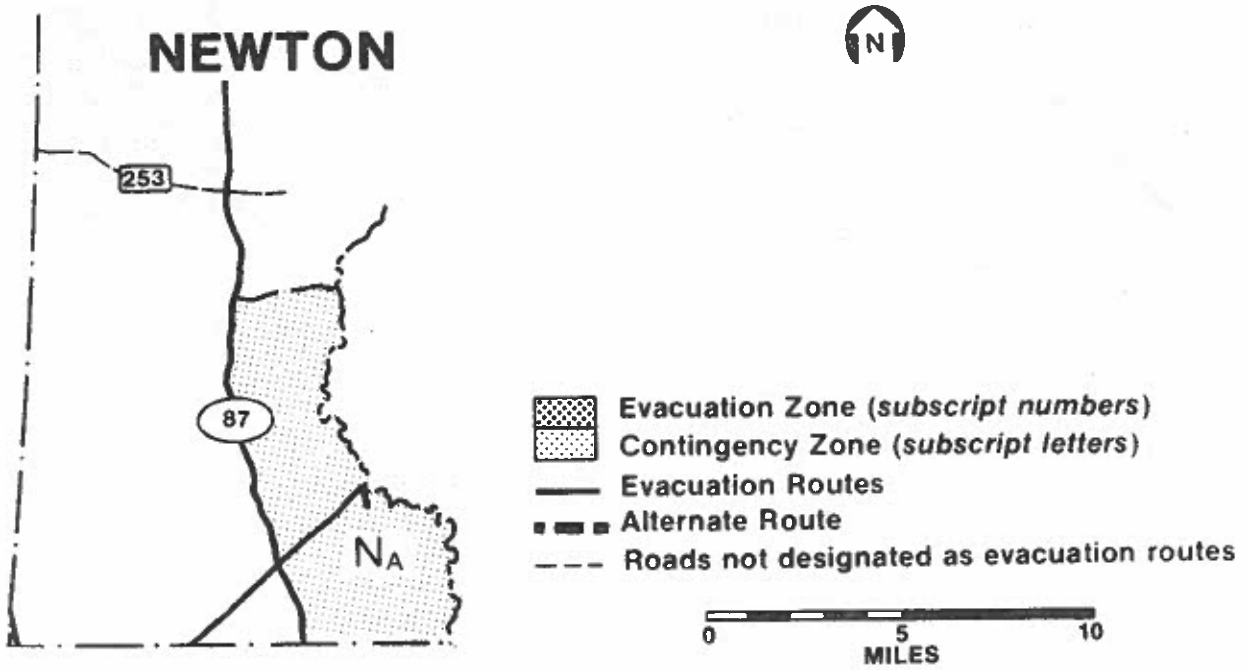 NEWTON
N
253
87
NA
Evacuation Zone (subscript numbers)
Contingency Zone (subscript letters)
Evacuation Routes
Alternate Route
Roads not designated as evacuation routes
0 5 10
MILES